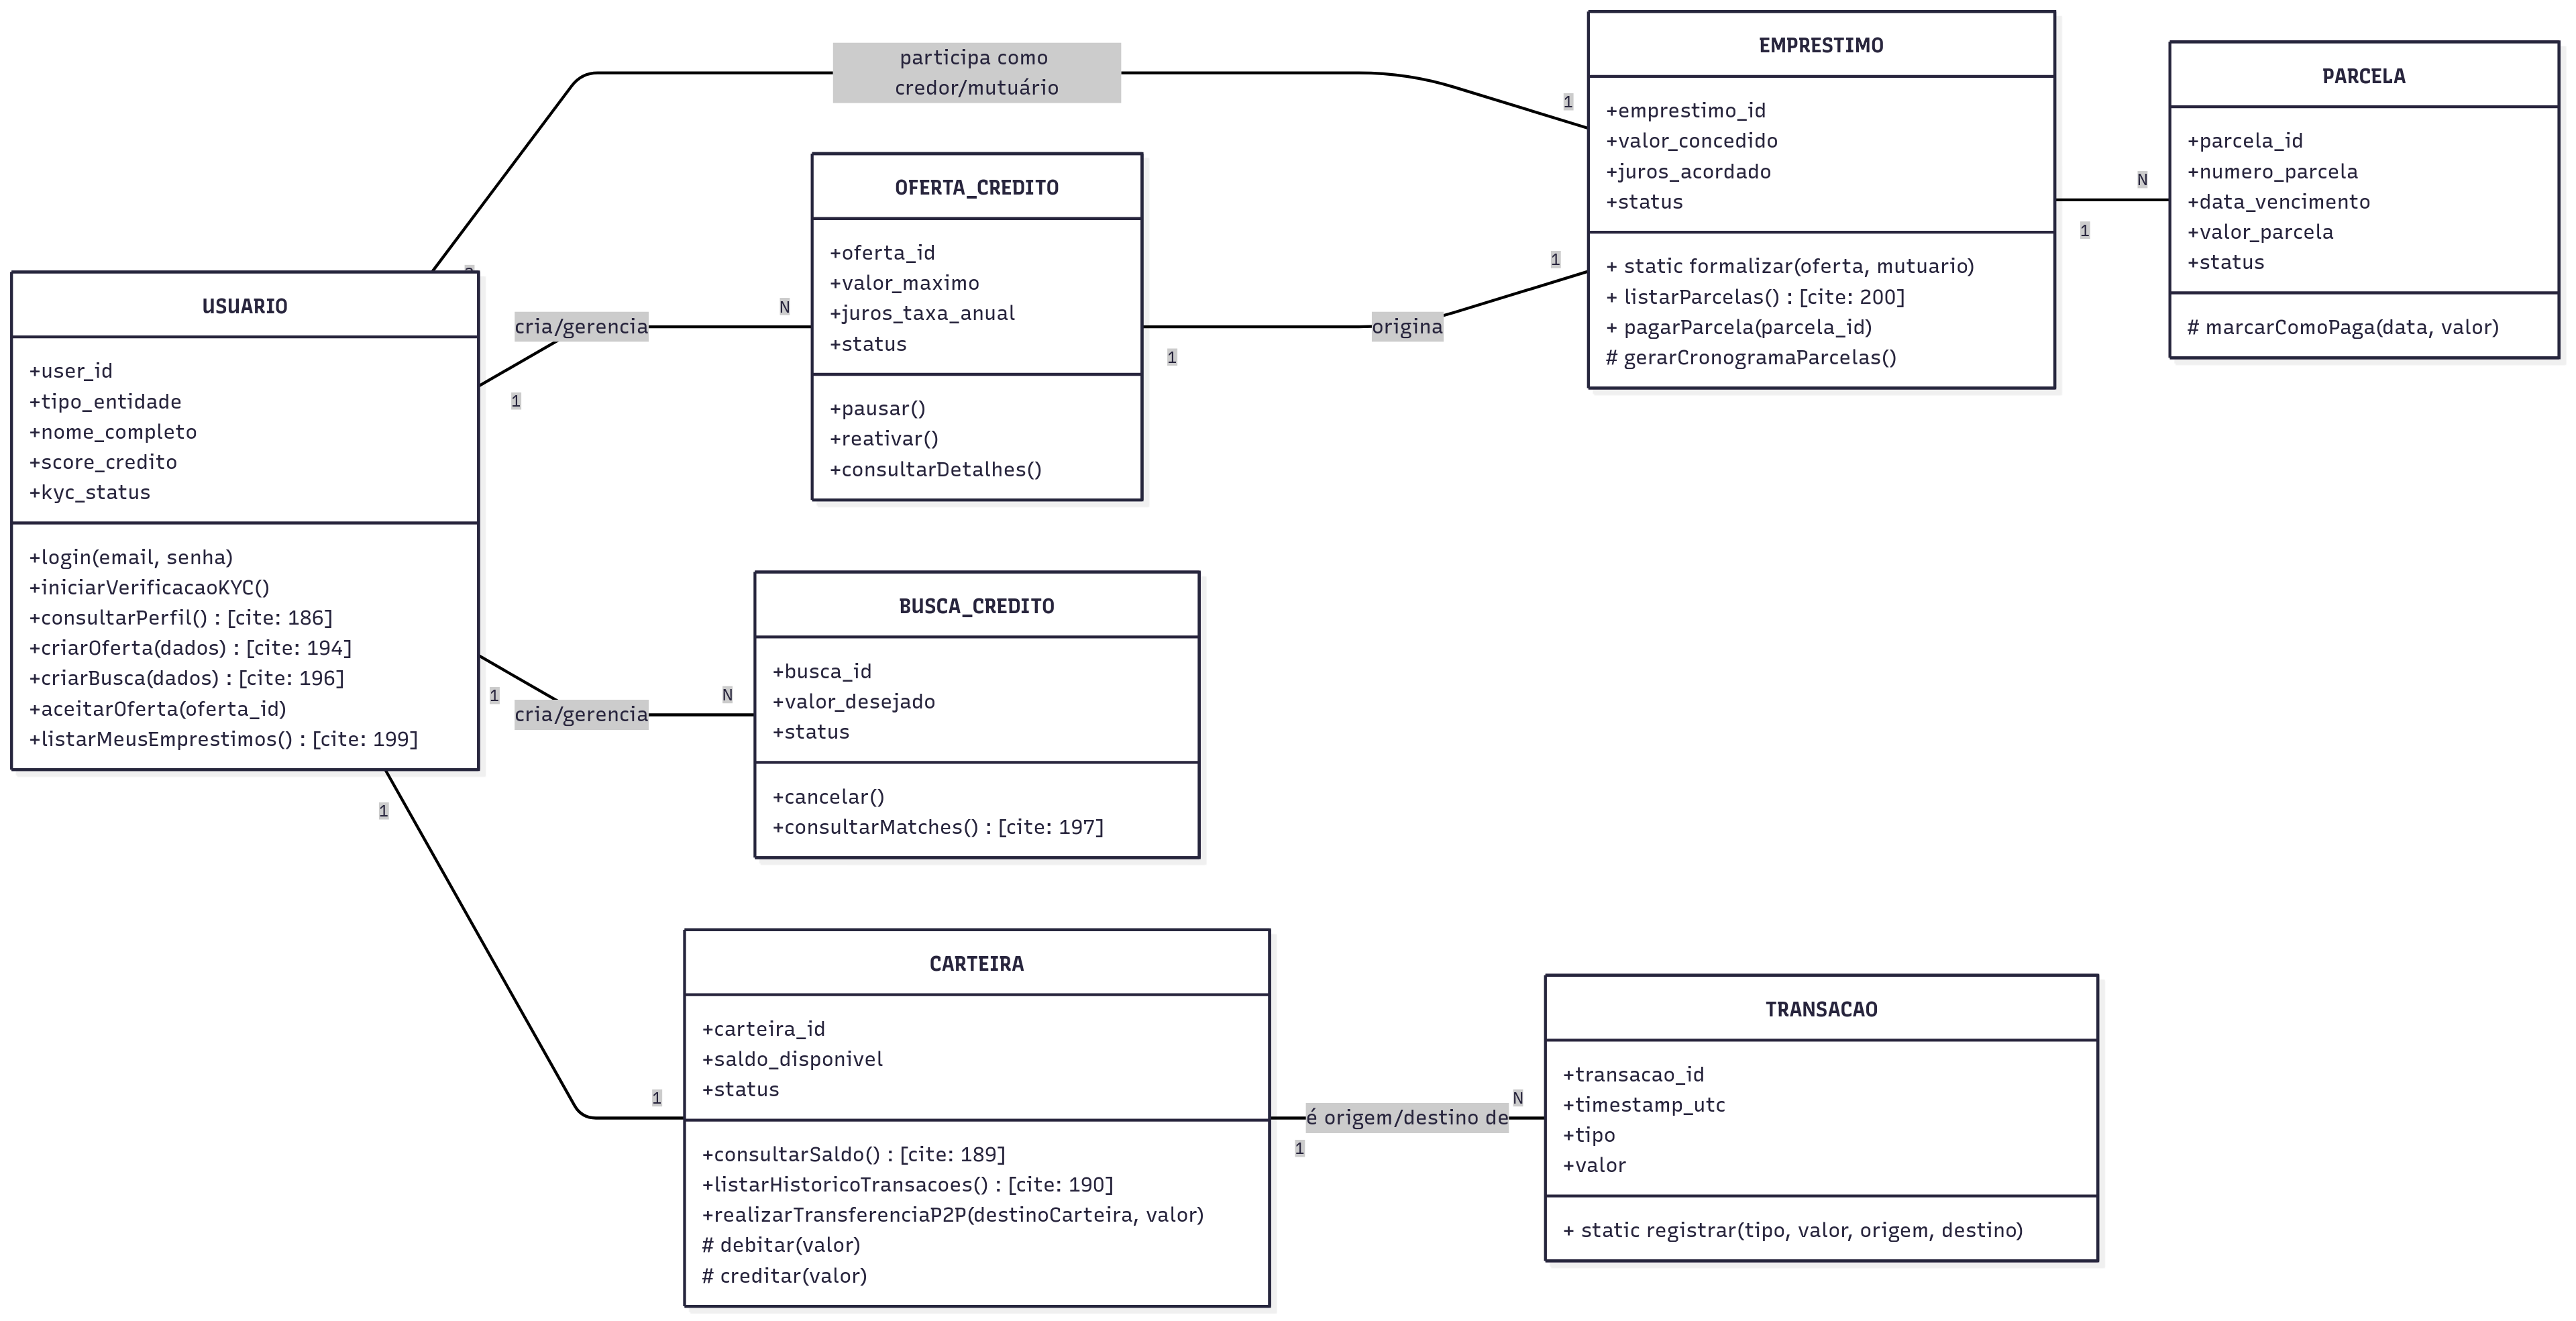 participa como
credor/mutuário
EMPRESTIMO
+emprestimo_id
+valor_concedido
+juros_acordado
+status
+ static formalizar(oferta, mutuario)
+ listarParcelas() : [cite: 200]
+ pagarParcela(parcela_id)
# gerarCronogramaParcelas()
1
1
1
N
PARCELA
+parcela_id
+numero_parcela
+data_vencimento
+valor_parcela
+status
# marcarComoPaga(data, valor)
OFERTA_CREDITO
+oferta_id
+valor_maximo
+juros_taxa_anual
+status
+pausar()
+reativar()
+consultarDetalhes()
1
origina
USUARIO
+user_id
+tipo_entidade
+nome_completo
+score_credito
+kyc_status
+login(email, senha)
+iniciarVerificacaoKYC()
+consultarPerfil() : [cite: 186]
+criarOferta(dados) : [cite: 194]
+criarBusca(dados) : [cite: 196]
+aceitarOferta(oferta_id)
+listarMeusEmprestimos() : [cite: 199]
cria/gerencia
1
N
cria/gerencia
1
N
BUSCA_CREDITO
+busca_id
+valor_desejado
+status
+cancelar()
+consultarMatches() : [cite: 197]
1
1
CARTEIRA
+carteira_id
+saldo_disponivel
+status
+consultarSaldo() : [cite: 189]
+listarHistoricoTransacoes() : [cite: 190]
+realizarTransferenciaP2P(destinoCarteira, valor)
# debitar(valor)
# creditar(valor)
é origem/destino de
1
N
TRANSACAO
+transacao_id
+timestamp_utc
+tipo
+valor
+ static registrar(tipo, valor, origem, destino)